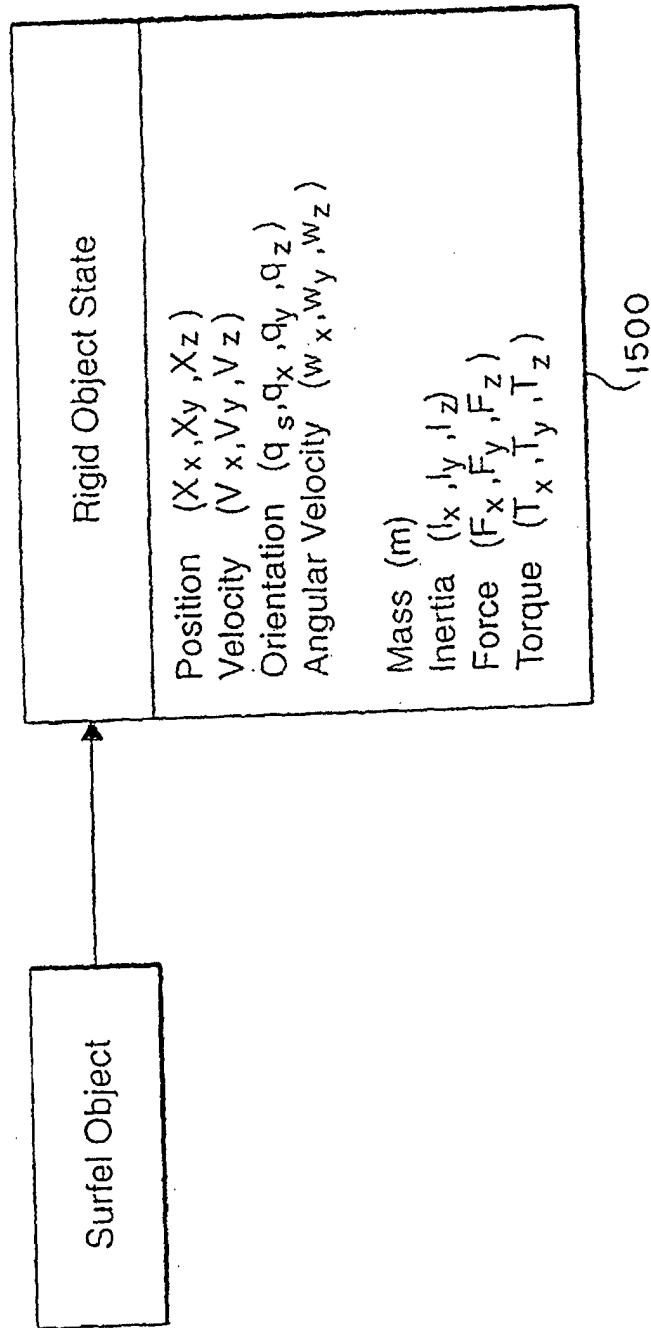 Surfel Object
Rigid Object State
Position (Xx, Xy, Xz)
Velocity (Vx, Vy, Vz)
Orientation (qs, qx, qy, qz)
Angular Velocity (wx, wy, wz)
Mass (m)
Inertia (Ix, Iy, Iz)
Force (Fx, Fy, Fz)
Torque (Tx, Ty, Tz)
1500